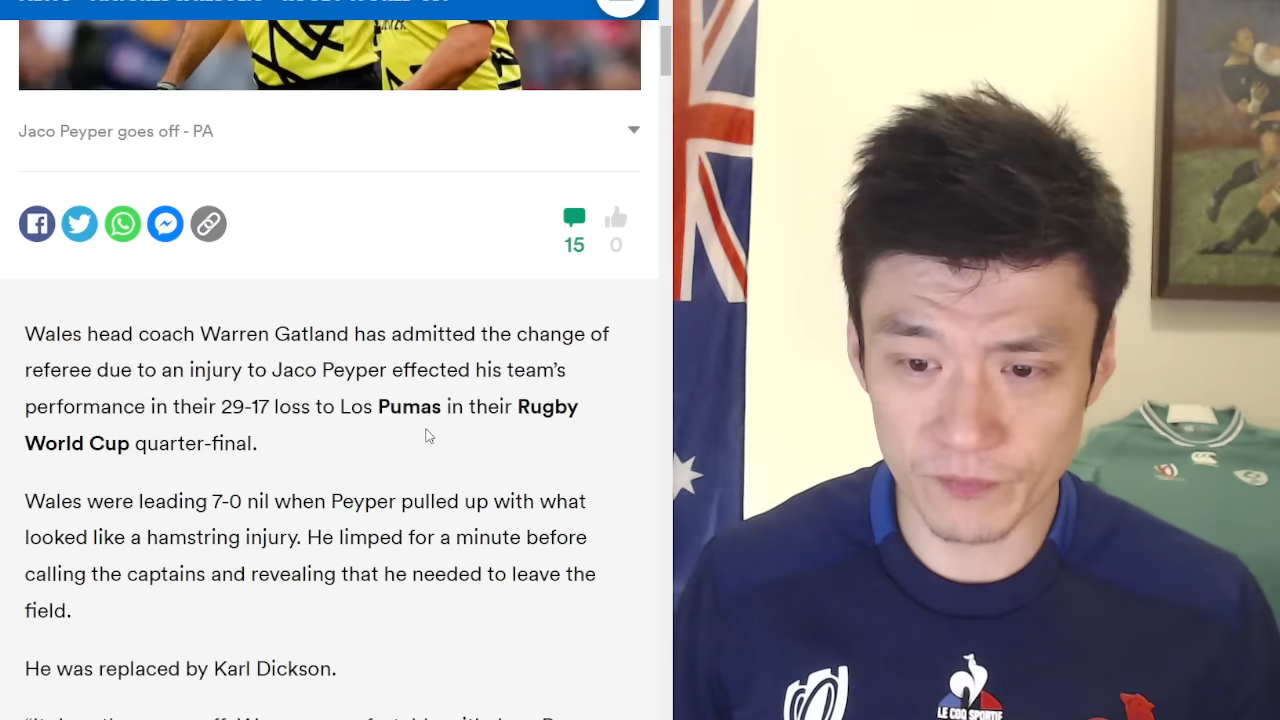 Jaco Peyper goes off - PA
15
0
Wales head coach Warren Gatland has admitted the change of
referee due to an injury to Jaco Peyper effected his team's
performance in their 29-17 loss to Los Pumas in their Rugby
World Cup quarter-final.
Wales were leading 7-0 nil when Peyper pulled up with what
looked like a hamstring injury. He limped for a minute before
calling the captains and revealing that he needed to leave the
field.
He was replaced by Karl Dickson.
LE COQ SPORTIF